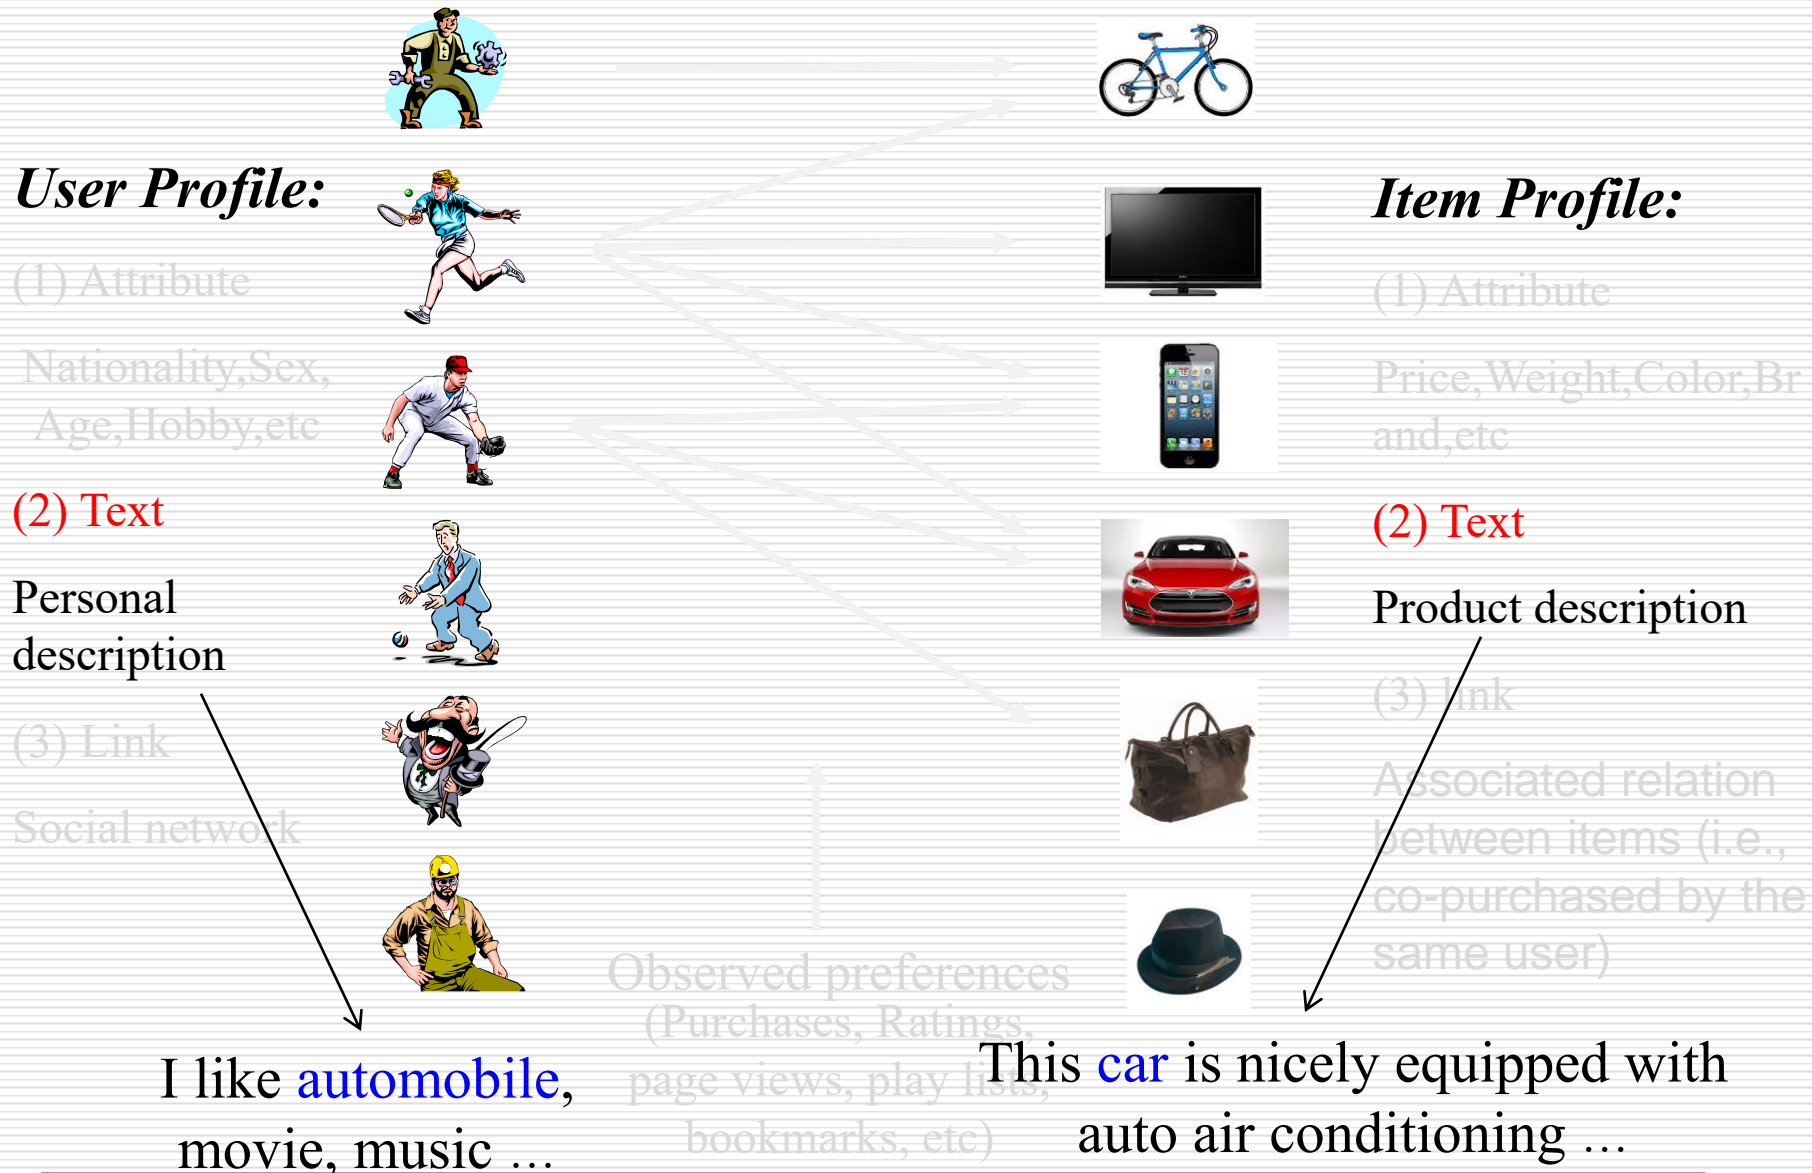 User Profile:
(1) Attribute
Nationality,Sex,
Age,Hobby,etc
(2) Text
Personal
description
(3) Link
Social network
I like automobile,
movie, music ...
Observed preferences
(Purchases, Ratings,
page views, play lists,
bookmarks, etc)
Item Profile:
(1) Attribute
Price,Weight,Color,Br
and,etc
(2) Text
Product description
(3) link
Associated relation
between items (i.e.,
co-purchased by the
same user)
This car is nicely equipped with
auto air conditioning ...